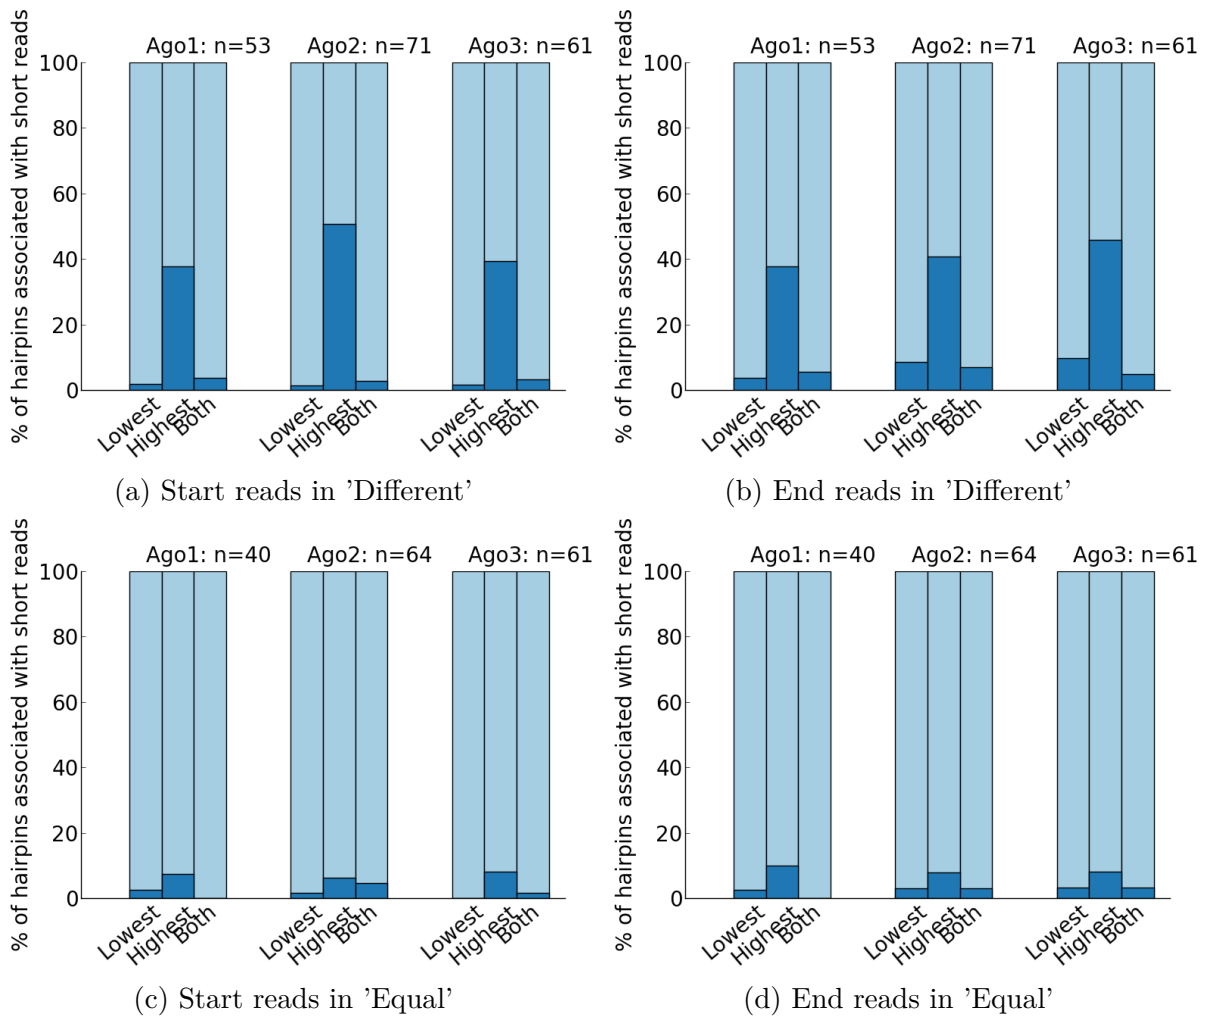 Ago1: n=53 Ago2: n=71 Ago3: n=61
% of hairpins associated with short reads
100
80
60
40
20
0
Lowest Highest Both Lowest Highest Both Lowest Highest Both
(a) Start reads in ’Different’
Ago1: n=53 Ago2: n=71 Ago3: n=61
% of hairpins associated with short reads
100
80
60
40
20
0
Lowest Highest Both Lowest Highest Both Lowest Highest Both
(b) End reads in ’Different’
Ago1: n=40 Ago2: n=64 Ago3: n=61
% of hairpins associated with short reads
100
80
60
40
20
0
Lowest Highest Both Lowest Highest Both Lowest Highest Both
(c) Start reads in ’Equal’
Ago1: n=40 Ago2: n=64 Ago3: n=61
% of hairpins associated with short reads
100
80
60
40
20
0
Lowest Highest Both Lowest Highest Both Lowest Highest Both
(d) End reads in ’Equal’